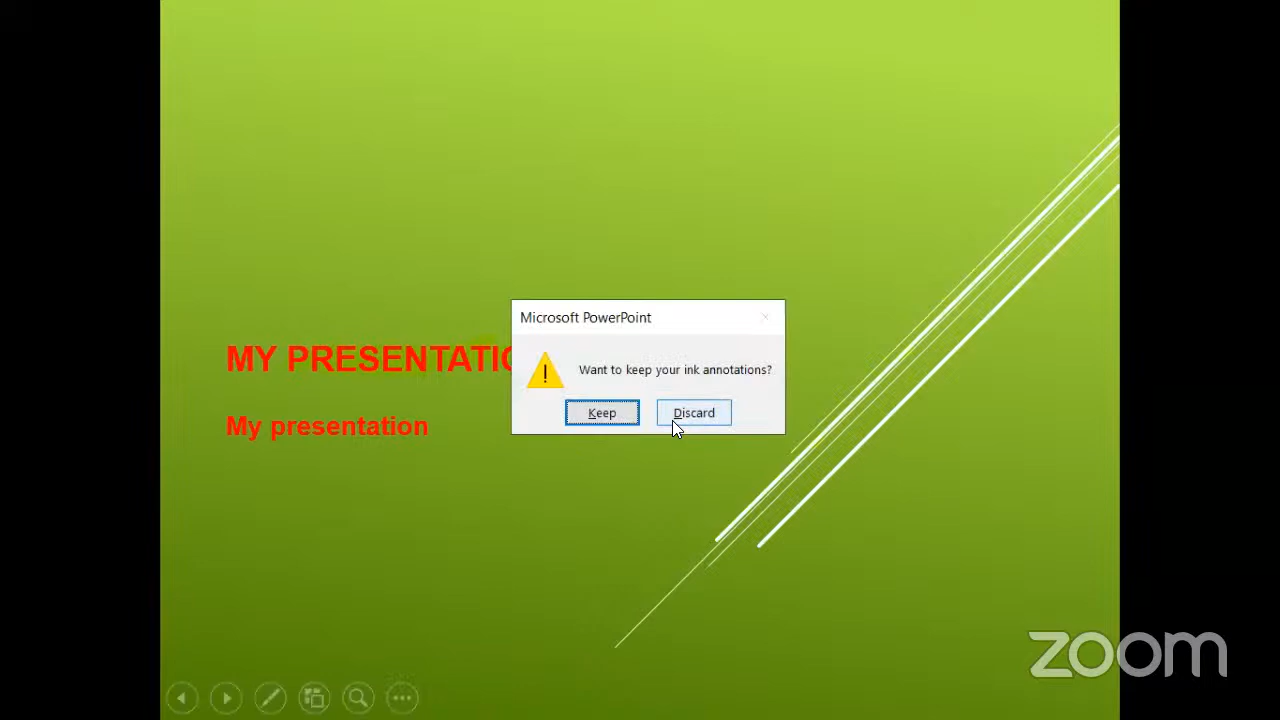 Microsoft PowerPoint
Want to keep your ink annotations?
Keep
Discard
MY PRESENTATIO
My presentation
zoom